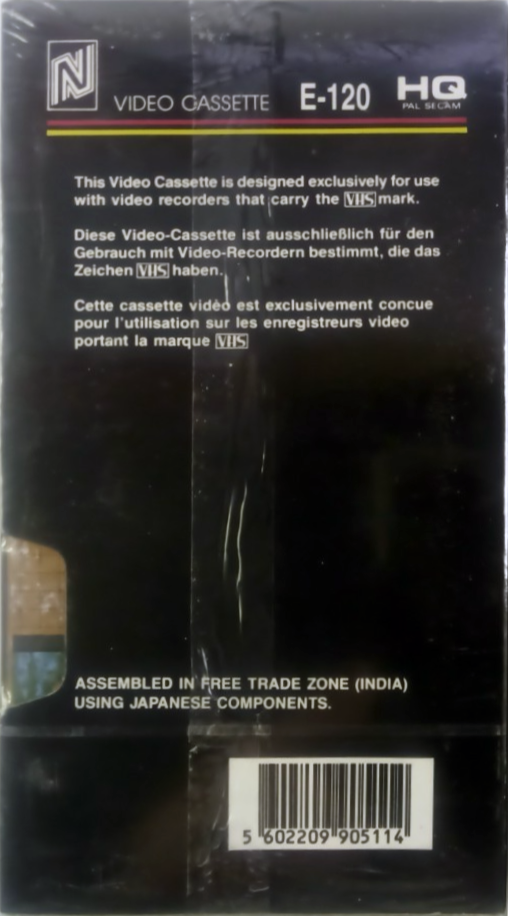 N VIDEO CASSETTE E-120 HQ
PAL SECAM
This Video Cassette is designed exclusively for use
with video recorders that carry the VHS mark.
Diese Video-Cassette ist ausschließlich für den
Gebrauch mit Video-Recordern bestimmt, die das
Zeichen VHS haben.
Cette cassette vidéo est exclusivement concue
pour l'utilisation sur les enregistreurs video
portant la marque VHS
ASSEMBLED IN FREE TRADE ZONE (INDIA)
USING JAPANESE COMPONENTS.
5 602209 905114